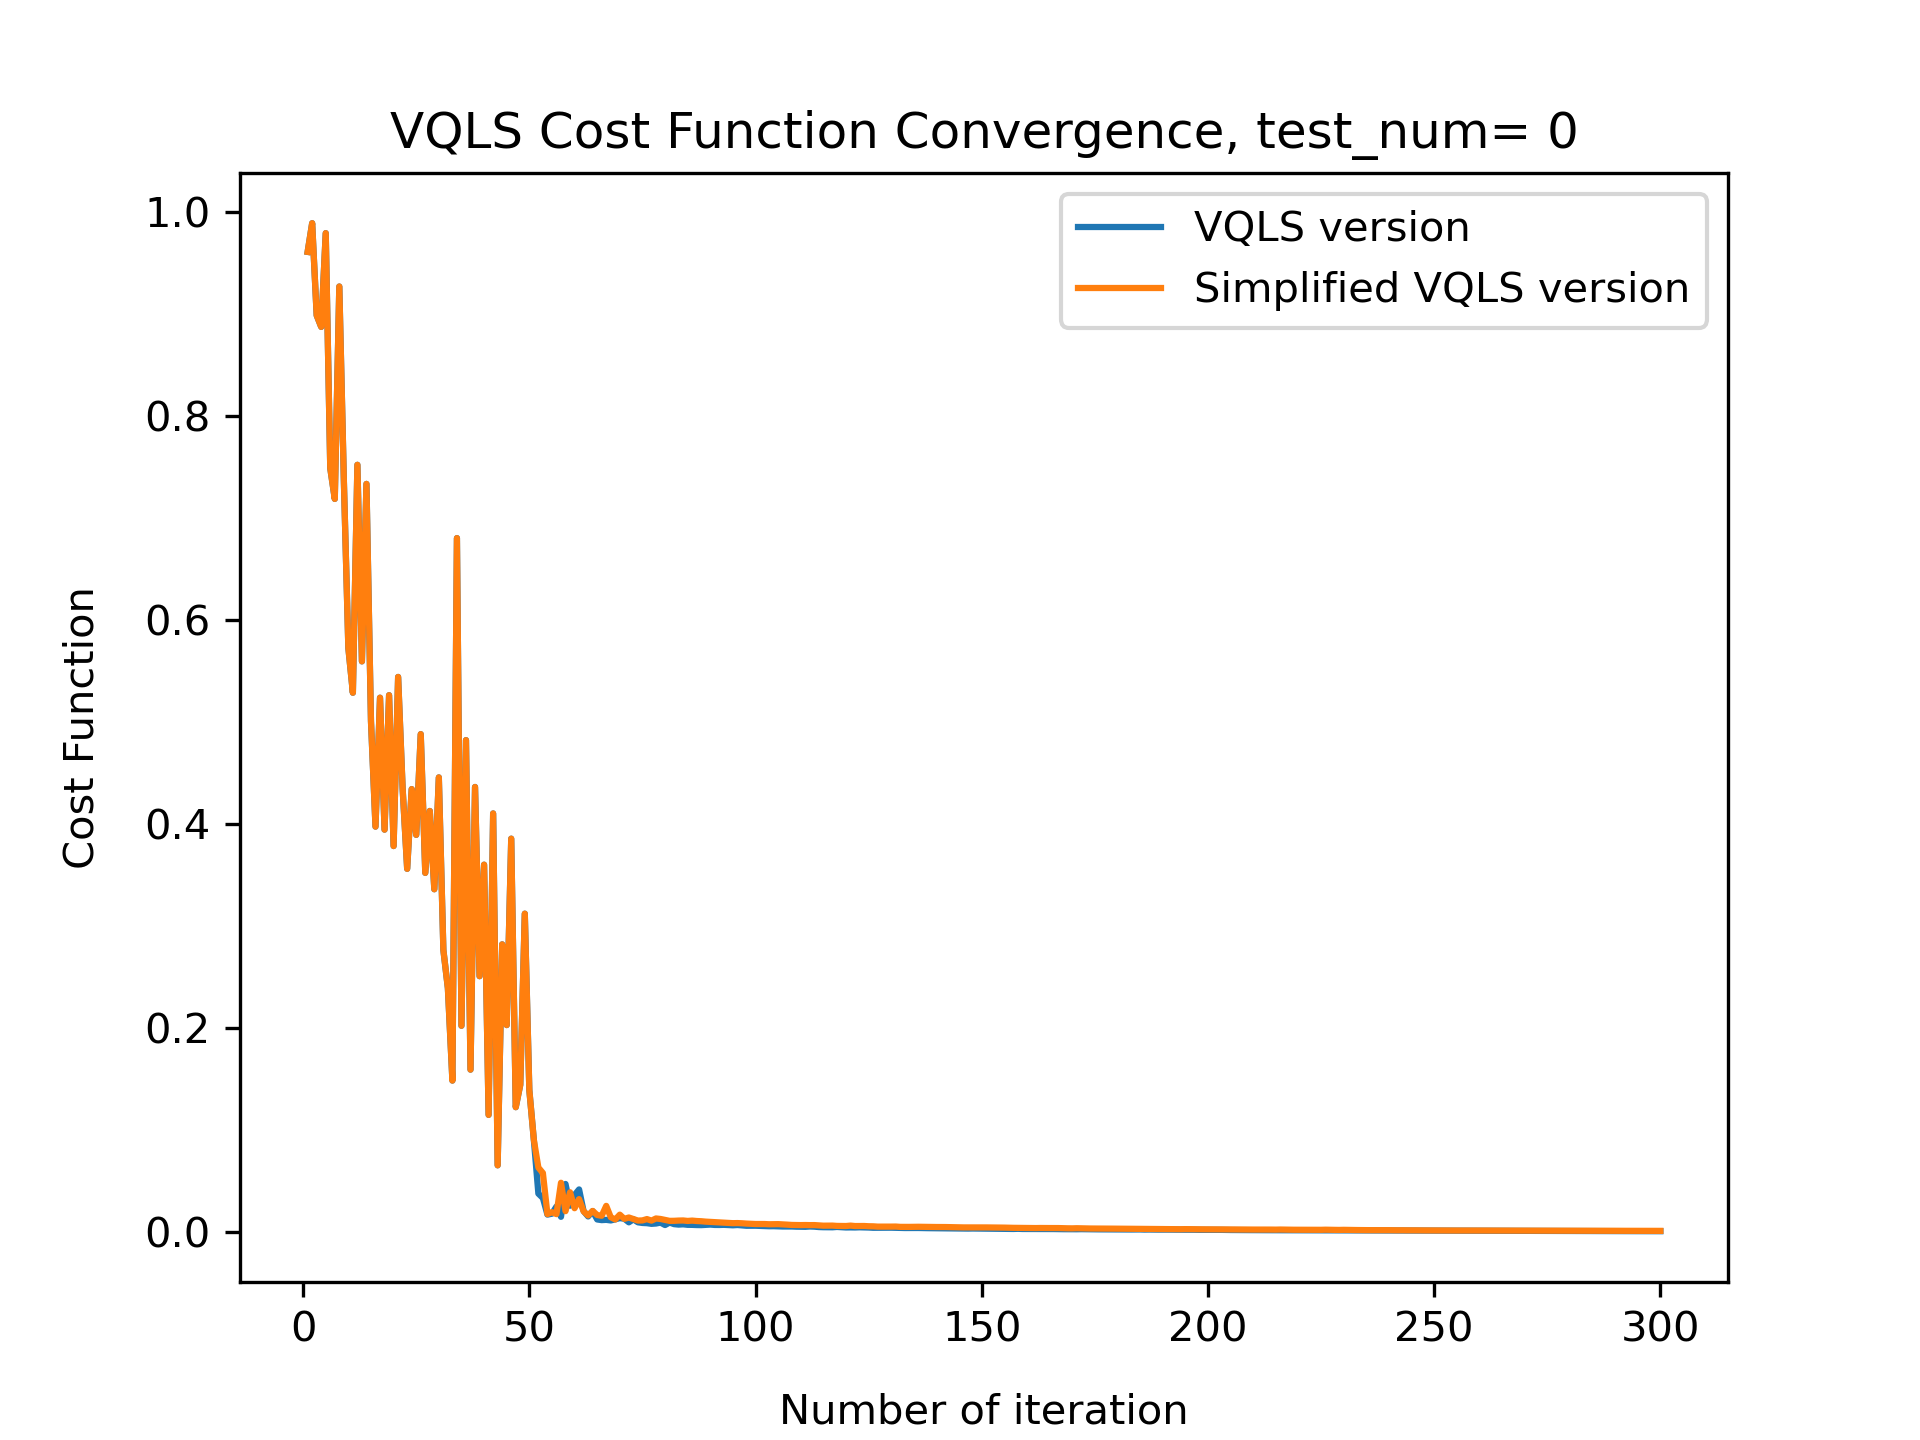 VQLS Cost Function Convergence, test_num= 0
VQLS version
Simplified VQLS version
1.0
0.8
0.6
0.4
0.2
0.0
Cost Function
0 50 100 150 200 250 300
Number of iteration